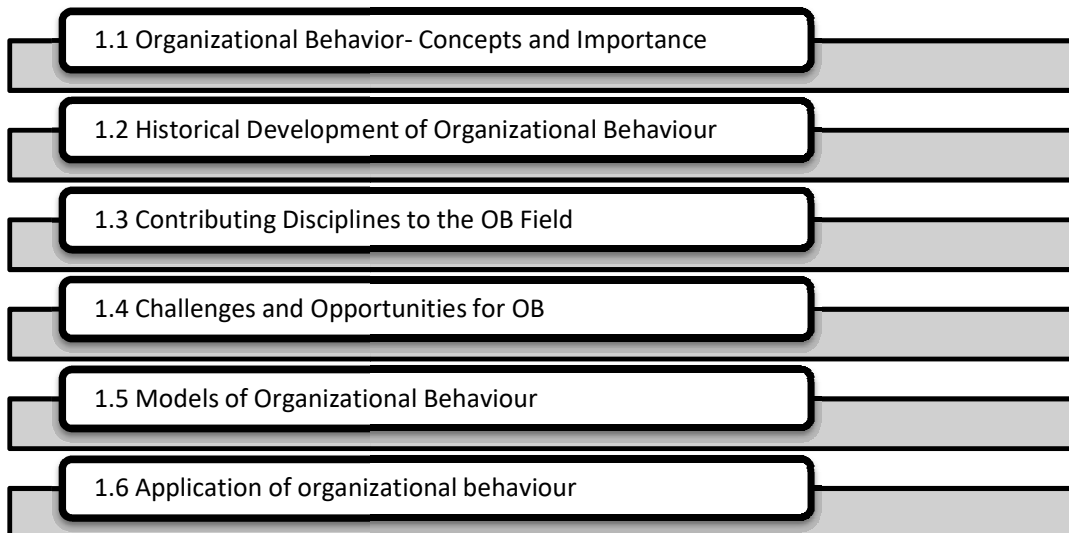 1.1 Organizational Behavior- Concepts and Importance
1.2 Historical Development of Organizational Behaviour
1.3 Contributing Disciplines to the OB Field
1.4 Challenges and Opportunities for OB
1.5 Models of Organizational Behaviour
1.6 Application of organizational behaviour